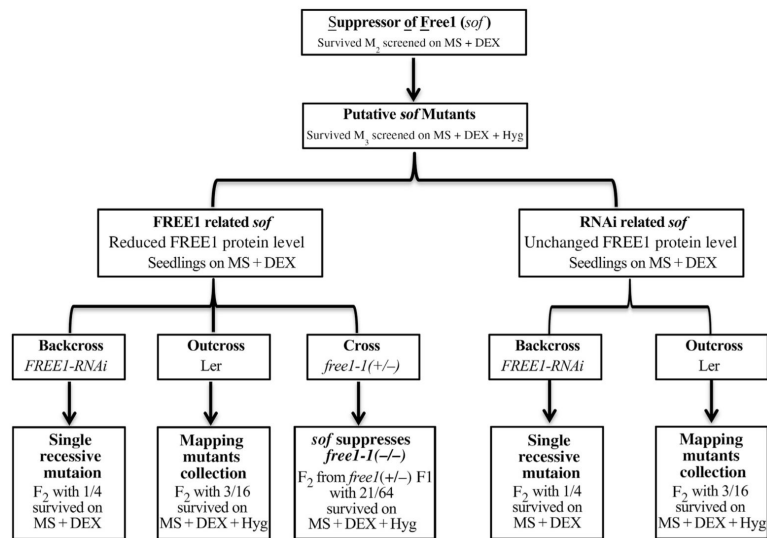 Suppressor of Free1 (sof)
Survived M2 screened on MS + DEX
Putative sof Mutants
Survived M3 screened on MS + DEX + Hyg
FREE1 related sof
Reduced FREE1 protein level
Seedlings on MS + DEX
RNAi related sof
Unchanged FREE1 protein level
Seedlings on MS + DEX
Backcross
FREE1-RNAi
Outcross
Ler
Cross
free1-1(+/–)
Backcross
FREE1-RNAi
Outcross
Ler
Single
recessive
mutaion
F2 with 1/4
survived on
MS + DEX
Mapping
mutants
collection
F2 with 3/16
survived on
MS + DEX + Hyg
sof suppresses
free1-1(–/–)
F2 from free1(+/–) F1
with 21/64
survived on
MS + DEX + Hyg
Single
recessive
mutaion
F2 with 1/4
survived on
MS + DEX
Mapping
mutants
collection
F2 with 3/16
survived on
MS + DEX + Hyg